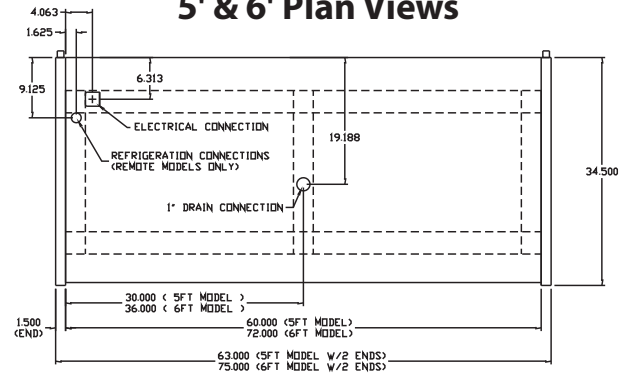 5' & 6' Plan Views
4.063
1.625
9.125
6.313
ELECTRICAL CONNECTION
19.188
REFRIGERATION CONNECTIONS
(REMOTE MODELS ONLY)
34.500
1" DRAIN CONNECTION
30.000 ( 5FT MODEL )
36.000 ( 6FT MODEL )
1.500
(END)
60.000 (5FT MODEL)
72.000 (6FT MODEL)
63.000 (5FT MODEL W/2 ENDS)
75.000 (6FT MODEL W/2 ENDS)